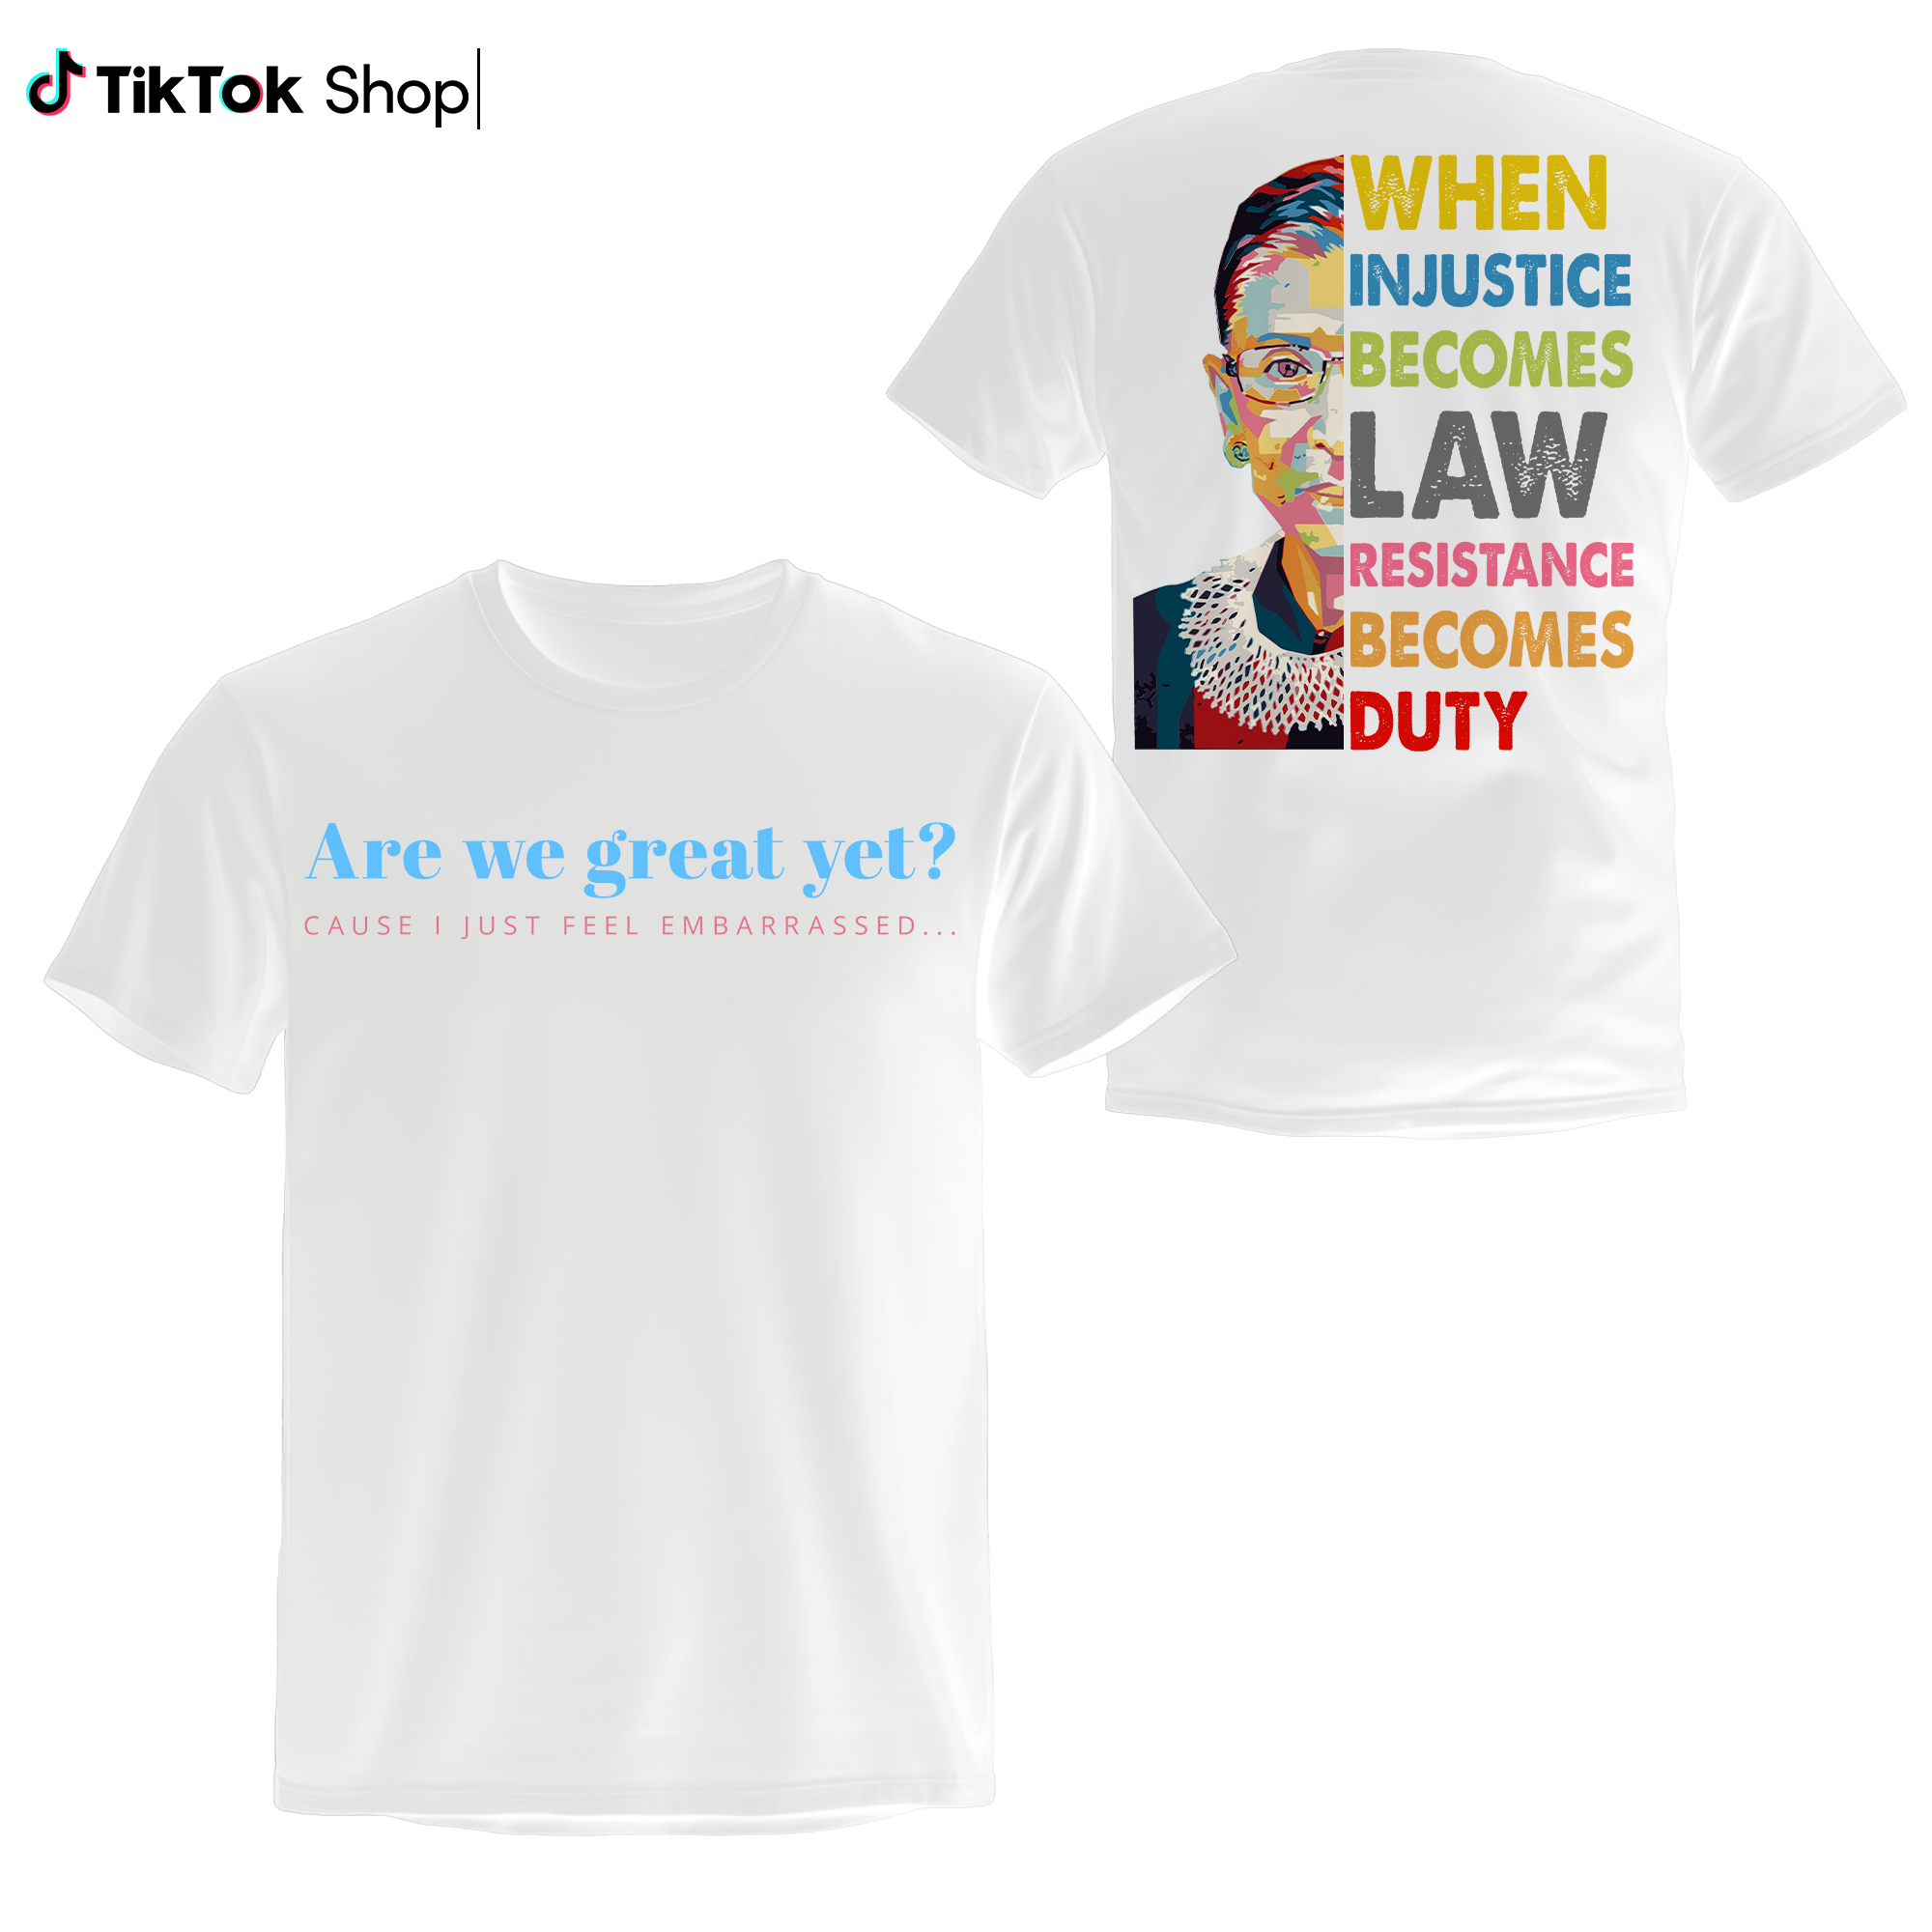 TikTok Shop
WHEN
INJUSTICE
BECOMES
LAW
RESISTANCE
BECOMES
DUTY
Are we great yet?
CAUSE I JUST FEEL EMBARRASSED...